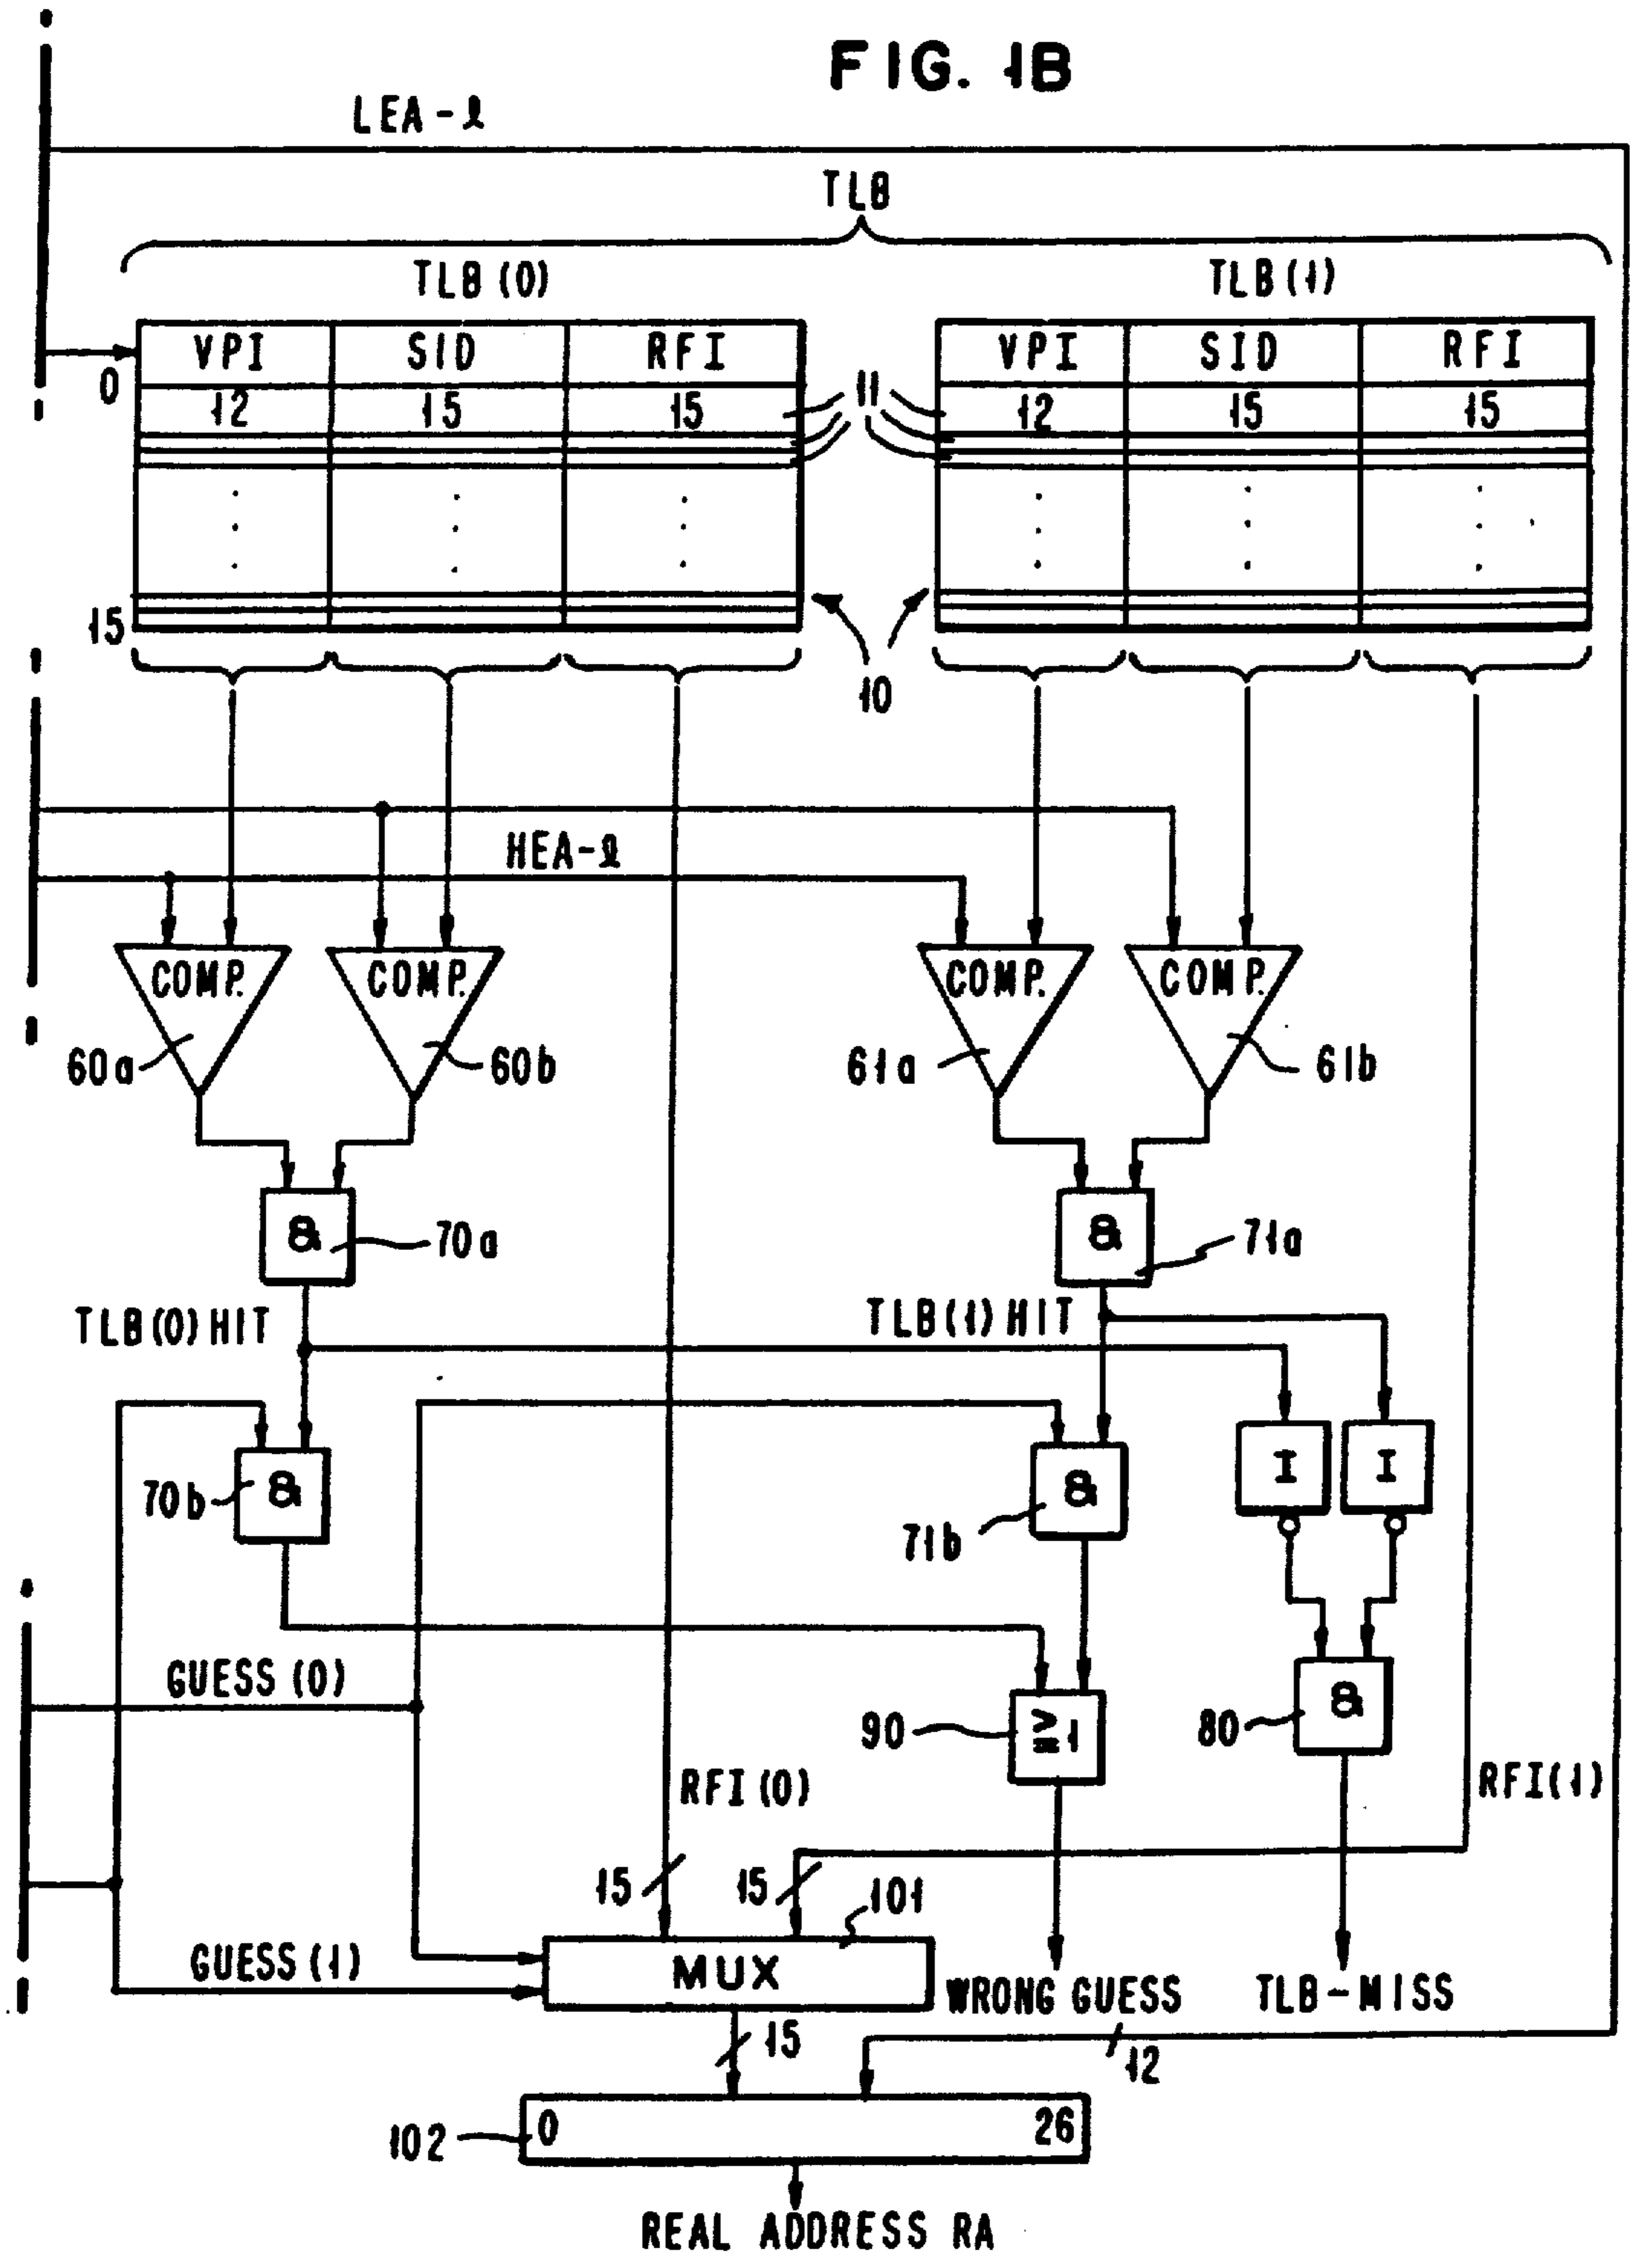 FIG. 1B
LEA-ℓ
TLB
TLB(0)
TLB(1)
VPI SID RFI
VPI SID RFI
0
12 15 15
11
12 15 15
15
10
HEA-ℓ
COMP.
COMP.
COMP.
COMP.
60a
60b
61a
61b
&
70a
&
71a
TLB(0)HIT
TLB(1)HIT
70b
&
&
71b
I
I
GUESS(0)
90
≧1
80
&
RFI(0)
RFI(1)
15
15
101
GUESS(1)
MUX
WRONG GUESS
TLB-MISS
15
12
102
0
26
REAL ADDRESS RA